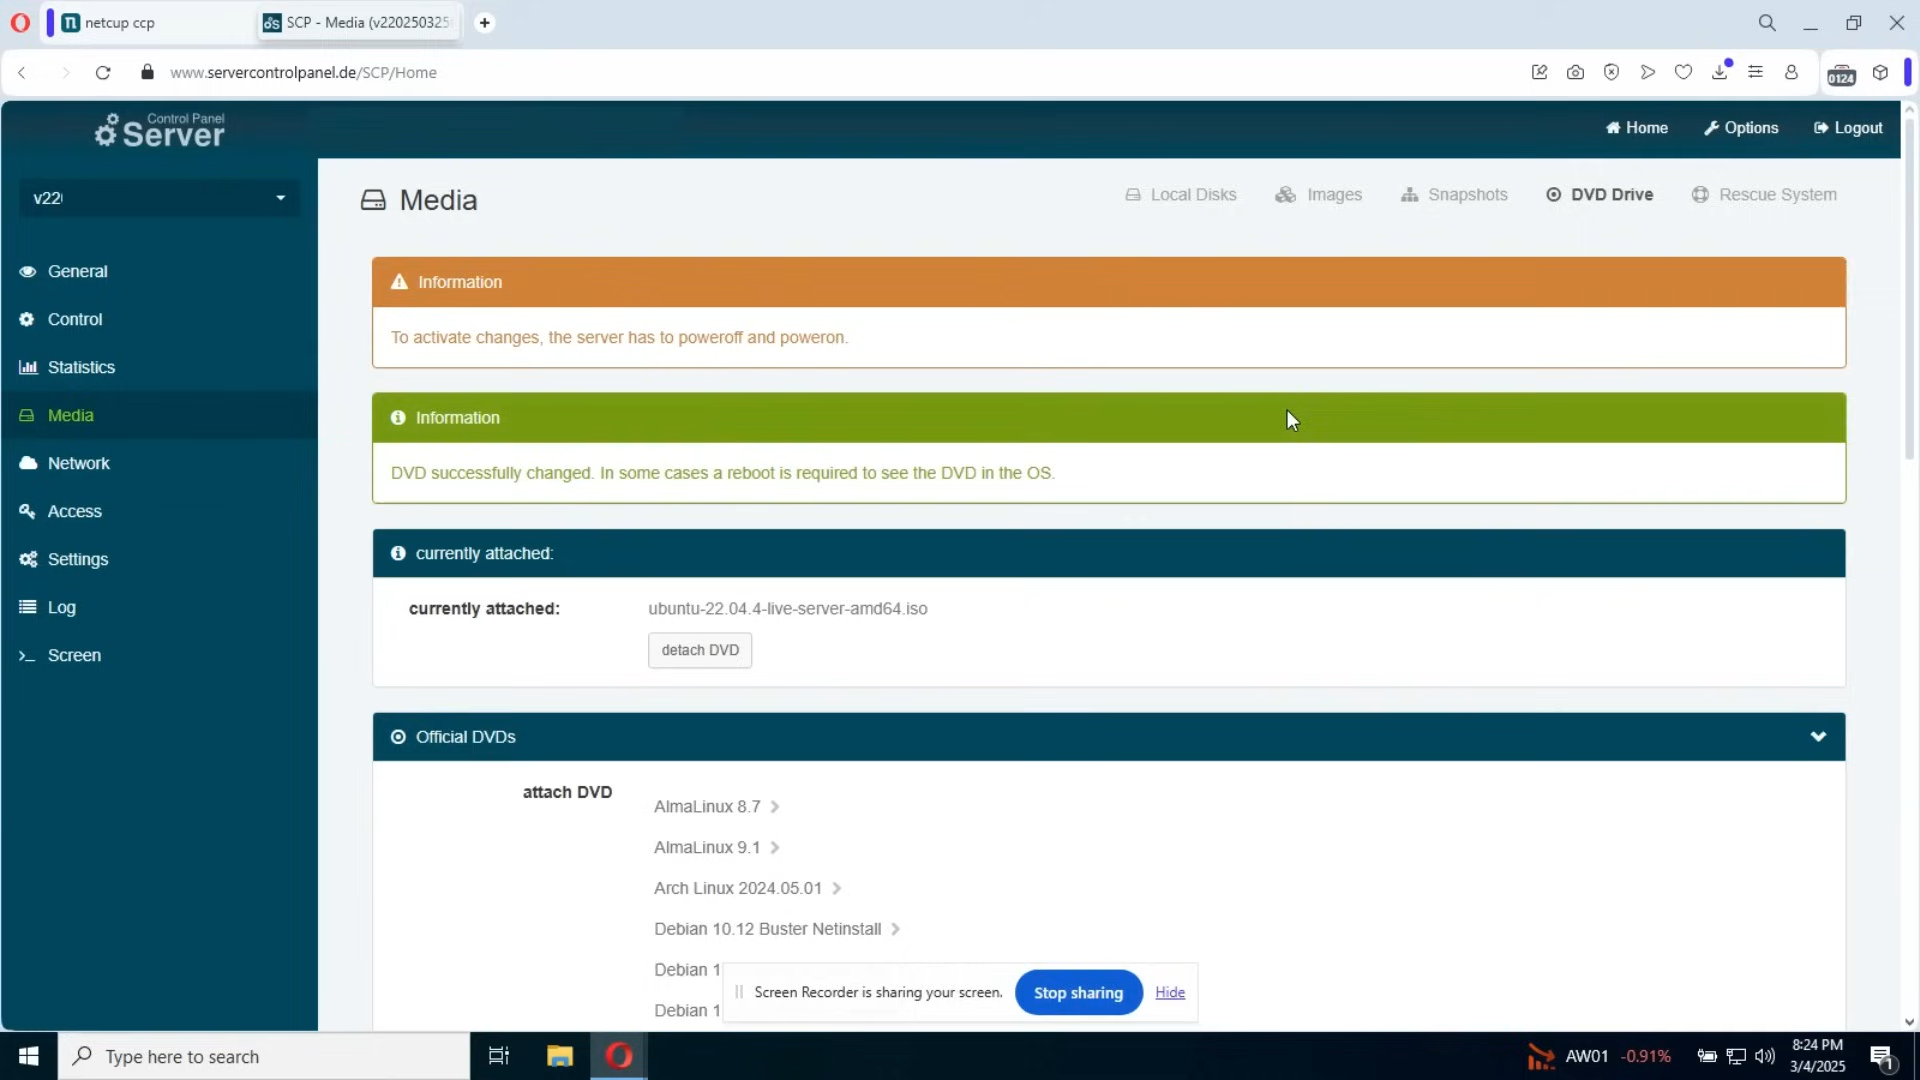 netcup ccp
SCP - Media (v220250325
www.servercontrolpanel.de/SCP/Home
0124
Control Panel
Server
Home
Options
Logout
v220
Media
Local Disks
Images
Snapshots
DVD Drive
Rescue System
General
Control
Statistics
Media
Network
Access
Settings
Log
Screen
Information
To activate changes, the server has to poweroff and poweron.
Information
DVD successfully changed. In some cases a reboot is required to see the DVD in the OS.
currently attached:
currently attached: ubuntu-22.04.4-live-server-amd64.iso
detach DVD
Official DVDs
attach DVD
AlmaLinux 8.7
AlmaLinux 9.1
Arch Linux 2024.05.01
Debian 10.12 Buster Netinstall
Debian 1
Debian 1
Screen Recorder is sharing your screen.
Stop sharing
Hide
Type here to search
AW01 -0.91%
8:24 PM
3/4/2025
1